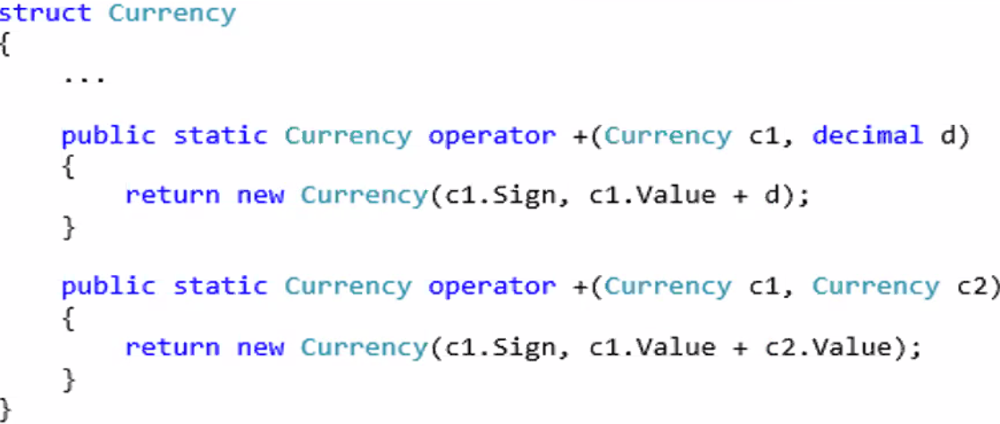 struct Currency
{
...
public static Currency operator +(Currency c1, decimal d)
{
return new Currency(c1.Sign, c1.Value + d);
}
public static Currency operator +(Currency c1, Currency c2)
{
return new Currency(c1.Sign, c1.Value + c2.Value);
}
}